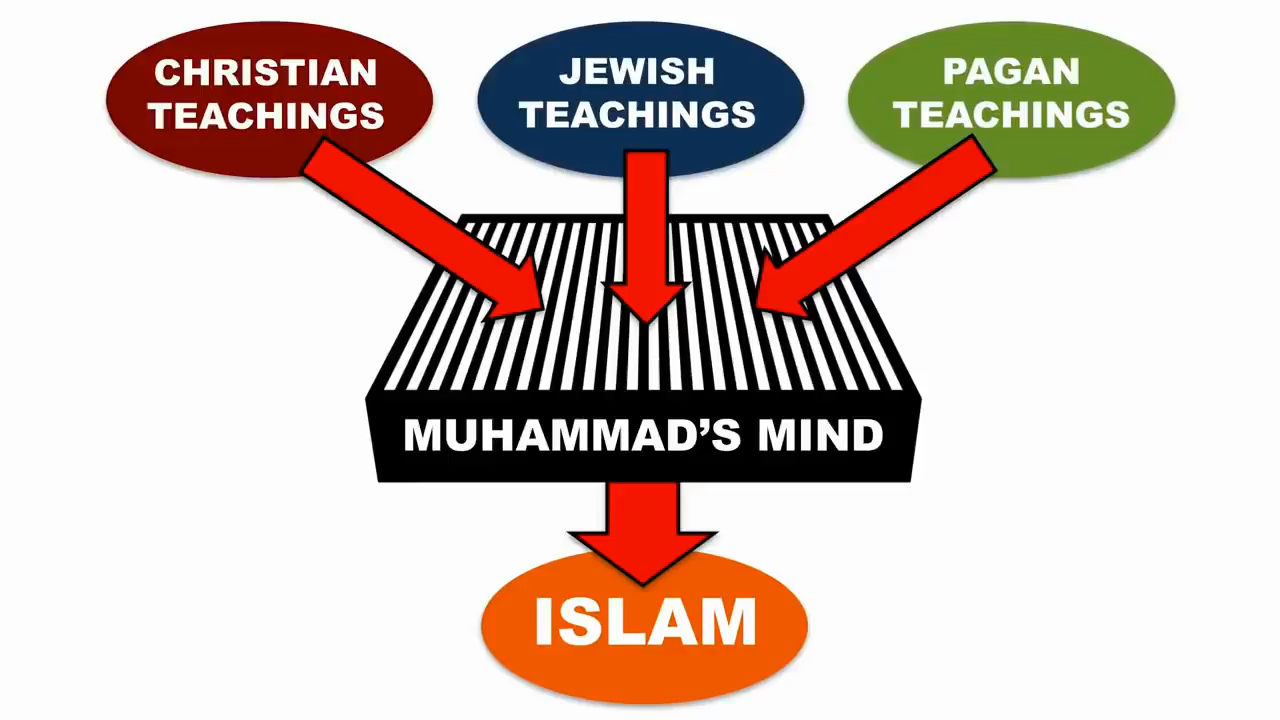 CHRISTIAN
TEACHINGS
JEWISH
TEACHINGS
PAGAN
TEACHINGS
MUHAMMAD’S MIND
ISLAM